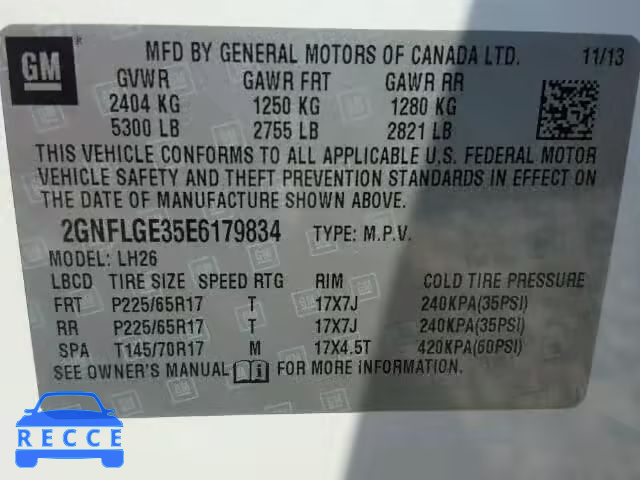 GM
MFD BY GENERAL MOTORS OF CANADA LTD. 11/13
GVWR GAWR FRT GAWR RR
2404 KG 1250 KG 1280 KG
5300 LB 2755 LB 2821 LB
THIS VEHICLE CONFORMS TO ALL APPLICABLE U.S. FEDERAL MOTOR
VEHICLE SAFETY AND THEFT PREVENTION STANDARDS IN EFFECT ON
THE DATE OF MANUFACTURE SHOWN ABOVE.
2GNFLGE35E6179834 TYPE: M.P.V.
MODEL: LH26
LBCD TIRE SIZE SPEED RTG RIM COLD TIRE PRESSURE
FRT P225/65R17 T 17X7J 240KPA(35PSI)
RR P225/65R17 T 17X7J 240KPA(35PSI)
SPA T145/70R17 M 17X4.5T 420KPA(60PSI)
SEE OWNER'S MANUAL FOR MORE INFORMATION.
RECCE